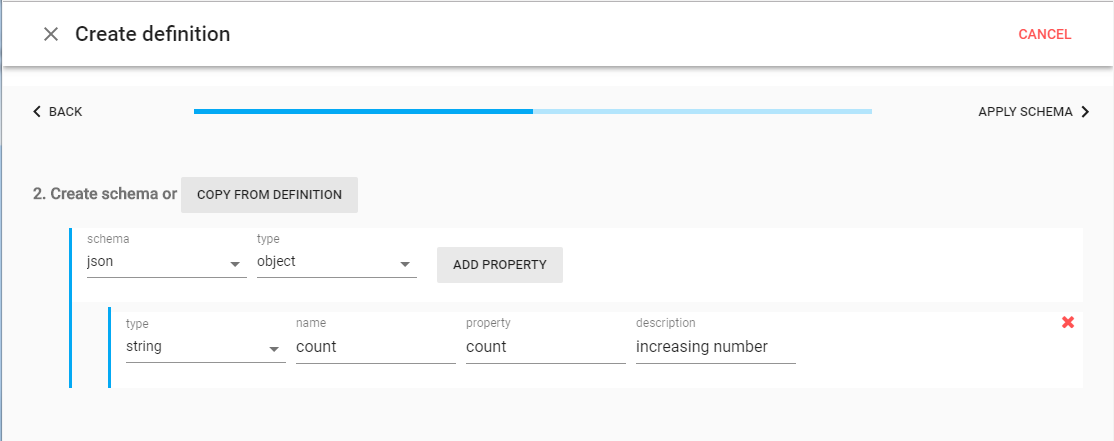 Create definition CANCEL
BACK APPLY SCHEMA
2. Create schema or COPY FROM DEFINITION
schema type
json object ADD PROPERTY
type name property description
string count count increasing number